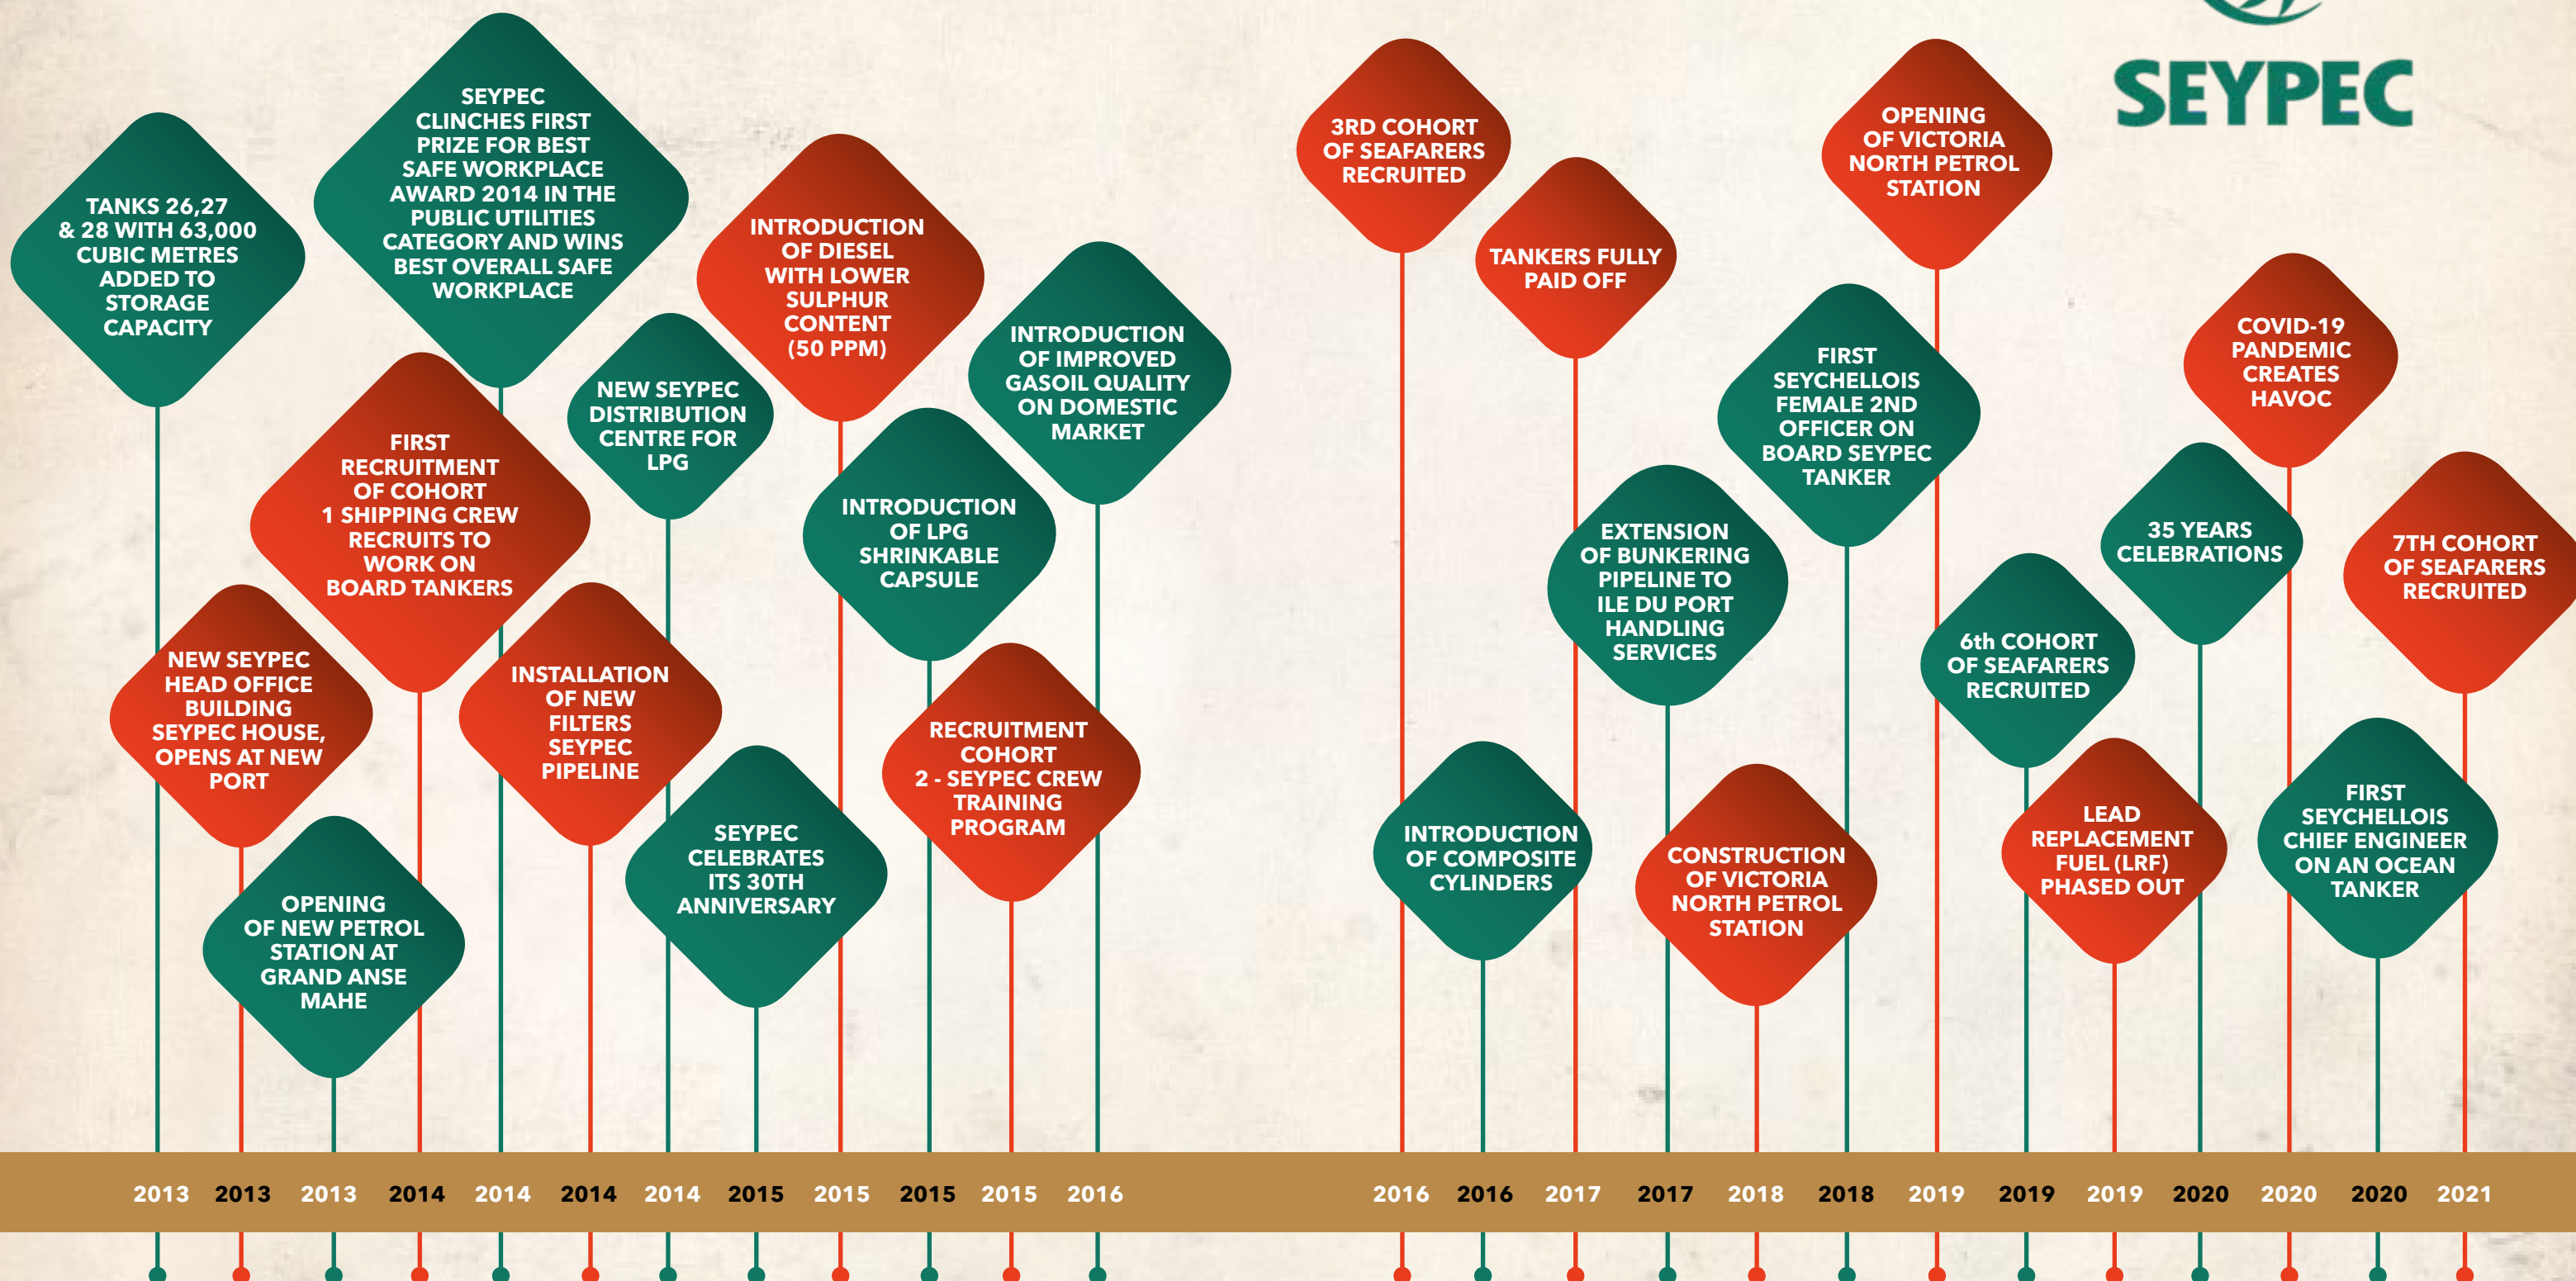 SEYPEC
TANKS 26,27
& 28 WITH 63,000
CUBIC METRES
ADDED TO
STORAGE
CAPACITY
NEW SEYPEC
HEAD OFFICE
BUILDING
SEYPEC HOUSE,
OPENS AT NEW
PORT
OPENING
OF NEW PETROL
STATION AT
GRAND ANSE
MAHE
FIRST
RECRUITMENT
OF COHORT
1 SHIPPING CREW
RECRUITS TO
WORK ON
BOARD TANKERS
SEYPEC
CLINCHES FIRST
PRIZE FOR BEST
SAFE WORKPLACE
AWARD 2014 IN THE
PUBLIC UTILITIES
CATEGORY AND WINS
BEST OVERALL SAFE
WORKPLACE
INSTALLATION
OF NEW
FILTERS
SEYPEC
PIPELINE
NEW SEYPEC
DISTRIBUTION
CENTRE FOR
LPG
SEYPEC
CELEBRATES
ITS 30TH
ANNIVERSARY
INTRODUCTION
OF DIESEL
WITH LOWER
SULPHUR
CONTENT
(50 PPM)
INTRODUCTION
OF LPG
SHRINKABLE
CAPSULE
RECRUITMENT
COHORT
2 - SEYPEC CREW
TRAINING
PROGRAM
INTRODUCTION
OF IMPROVED
GASOIL QUALITY
ON DOMESTIC
MARKET
3RD COHORT
OF SEAFARERS
RECRUITED
INTRODUCTION
OF COMPOSITE
CYLINDERS
TANKERS FULLY
PAID OFF
EXTENSION
OF BUNKERING
PIPELINE TO
ILE DU PORT
HANDLING
SERVICES
CONSTRUCTION
OF VICTORIA
NORTH PETROL
STATION
FIRST
SEYCHELLOIS
FEMALE 2ND
OFFICER ON
BOARD SEYPEC
TANKER
OPENING
OF VICTORIA
NORTH PETROL
STATION
6th COHORT
OF SEAFARERS
RECRUITED
LEAD
REPLACEMENT
FUEL (LRF)
PHASED OUT
35 YEARS
CELEBRATIONS
COVID-19
PANDEMIC
CREATES
HAVOC
FIRST
SEYCHELLOIS
CHIEF ENGINEER
ON AN OCEAN
TANKER
7TH COHORT
OF SEAFARERS
RECRUITED
2013 2013 2013 2014 2014 2014 2014 2015 2015 2015 2015 2016 2016 2016 2017 2017 2018 2018 2019 2019 2019 2020 2020 2020 2021